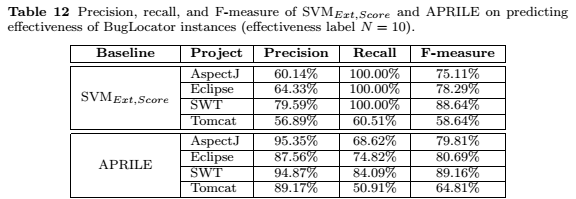 Table 12 Precision, recall, and F-measure of SVM_Ext,Score and APRILE on predicting
effectiveness of BugLocator instances (effectiveness label N = 10).
Baseline Project Precision Recall F-measure
SVM_Ext,Score
AspectJ 60.14% 100.00% 75.11%
Eclipse 64.33% 100.00% 78.29%
SWT 79.59% 100.00% 88.64%
Tomcat 56.89% 60.51% 58.64%
APRILE
AspectJ 95.35% 68.62% 79.81%
Eclipse 87.56% 74.82% 80.69%
SWT 94.87% 84.09% 89.16%
Tomcat 89.17% 50.91% 64.81%